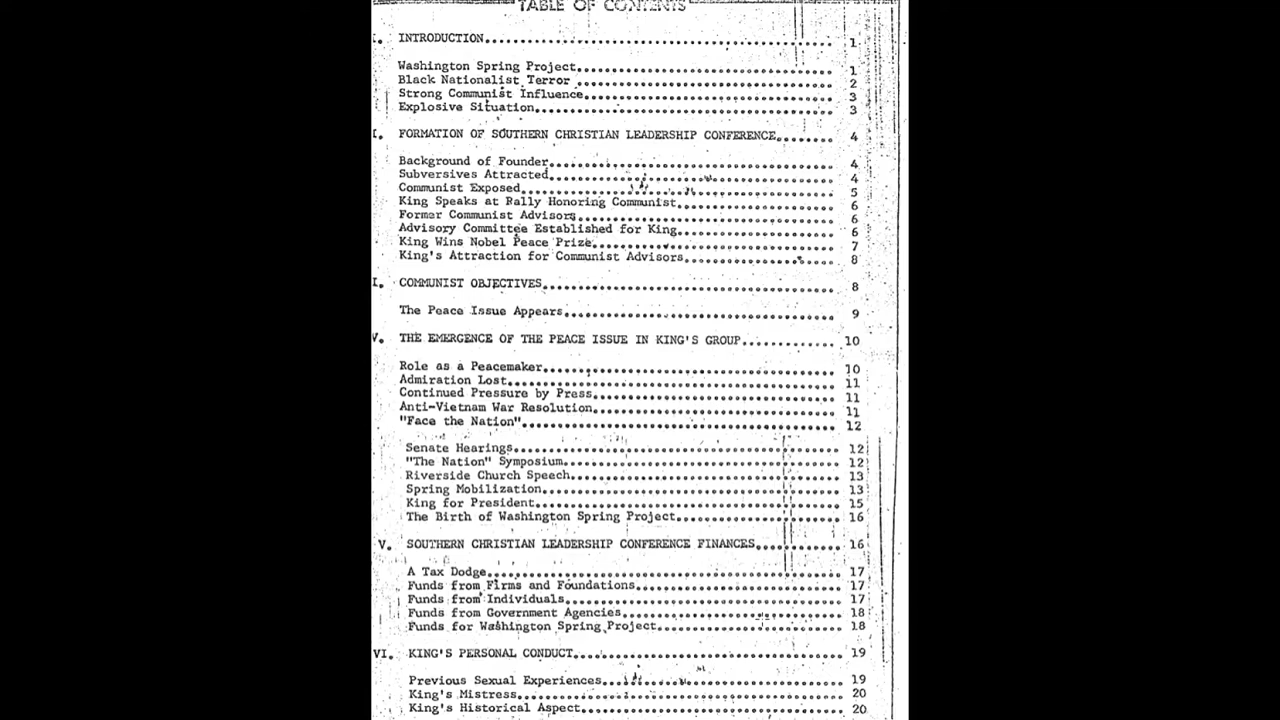 TABLE OF CONTENTS
I. INTRODUCTION........................................ 1
Washington Spring Project........................................ 1
Black Nationalist Terror ........................................ 2
Strong Communist Influence........................................ 3
Explosive Situation........................................ 3
I. FORMATION OF SOUTHERN CHRISTIAN LEADERSHIP CONFERENCE........ 4
Background of Founder........................................ 4
Subversives Attracted........................................ 4
Communist Exposed........................................ 5
King Speaks at Rally Honoring Communist.................... 6
Former Communist Advisors.................................... 6
Advisory Committee Established for King.................... 6
King Wins Nobel Peace Prize.................................. 7
King's Attraction for Communist Advisors................... 8
I. COMMUNIST OBJECTIVES........................................ 8
The Peace Issue Appears...................................... 9
V. THE EMERGENCE OF THE PEACE ISSUE IN KING'S GROUP............. 10
Role as a Peacemaker........................................ 10
Admiration Lost........................................ 11
Continued Pressure by Press................................. 11
Anti-Vietnam War Resolution................................. 11
"Face the Nation"........................................ 12
Senate Hearings........................................ 12
"The Nation" Symposium...................................... 12
Riverside Church Speech..................................... 13
Spring Mobilization........................................ 13
King for President........................................ 15
The Birth of Washington Spring Project..................... 16
V. SOUTHERN CHRISTIAN LEADERSHIP CONFERENCE FINANCES............ 16
A Tax Dodge........................................ 17
Funds from Firms and Foundations........................... 17
Funds from Individuals...................................... 17
Funds from Government Agencies.............................. 18
Funds for Washington Spring Project........................ 18
VI. KING'S PERSONAL CONDUCT..................................... 19
Previous Sexual Experiences................................. 19
King's Mistress........................................ 20
King's Historical Aspect.................................... 20